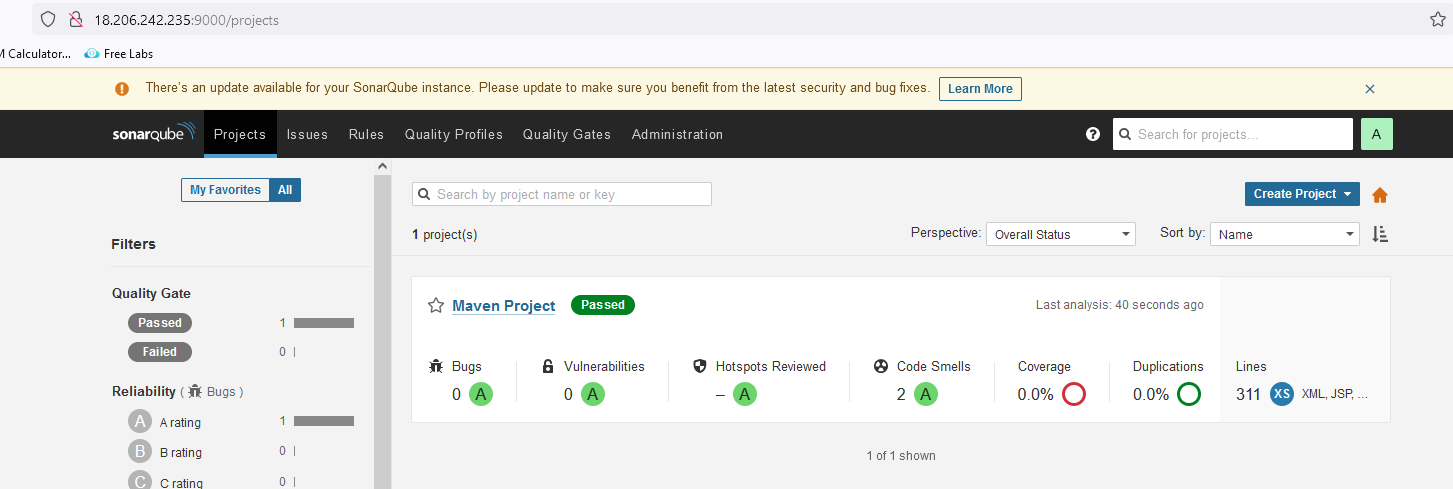 18.206.242.235:9000/projects
M Calculator... Free Labs
There's an update available for your SonarQube instance. Please update to make sure you benefit from the latest security and bug fixes. Learn More
sonarqube Projects Issues Rules Quality Profiles Quality Gates Administration Search for projects... A
My Favorites All
Search by project name or key Create Project
1 project(s) Perspective: Overall Status Sort by: Name
Filters
Quality Gate
Passed 1
Failed 0
Reliability ( Bugs )
A A rating 1
B B rating 0
C C rating 0
Maven Project Passed Last analysis: 40 seconds ago
Bugs Vulnerabilities Hotspots Reviewed Code Smells Coverage Duplications Lines
0 A 0 A – A 2 A 0.0% 0.0% 311 XS XML, JSP, ...
1 of 1 shown